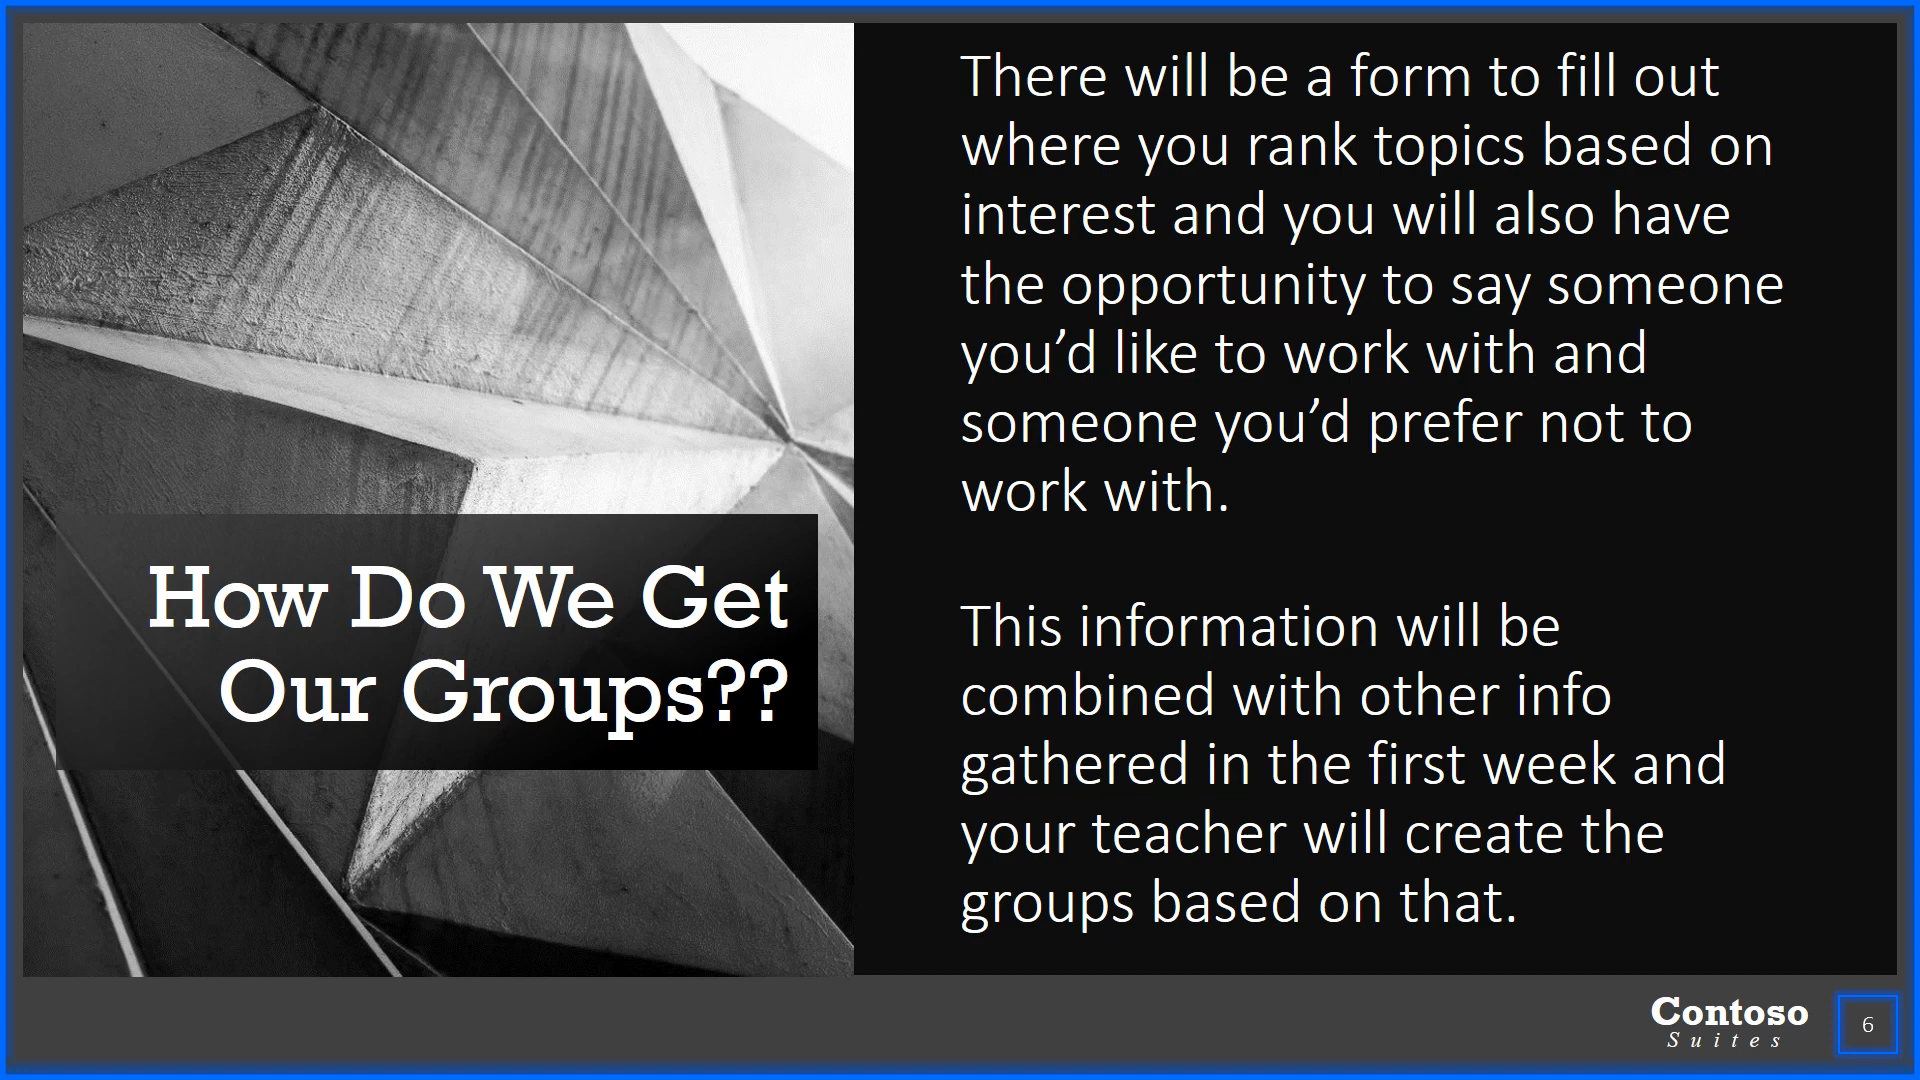 How Do We Get
Our Groups??
There will be a form to fill out
where you rank topics based on
interest and you will also have
the opportunity to say someone
you’d like to work with and
someone you’d prefer not to
work with.
This information will be
combined with other info
gathered in the first week and
your teacher will create the
groups based on that.
Contoso
Suites
6